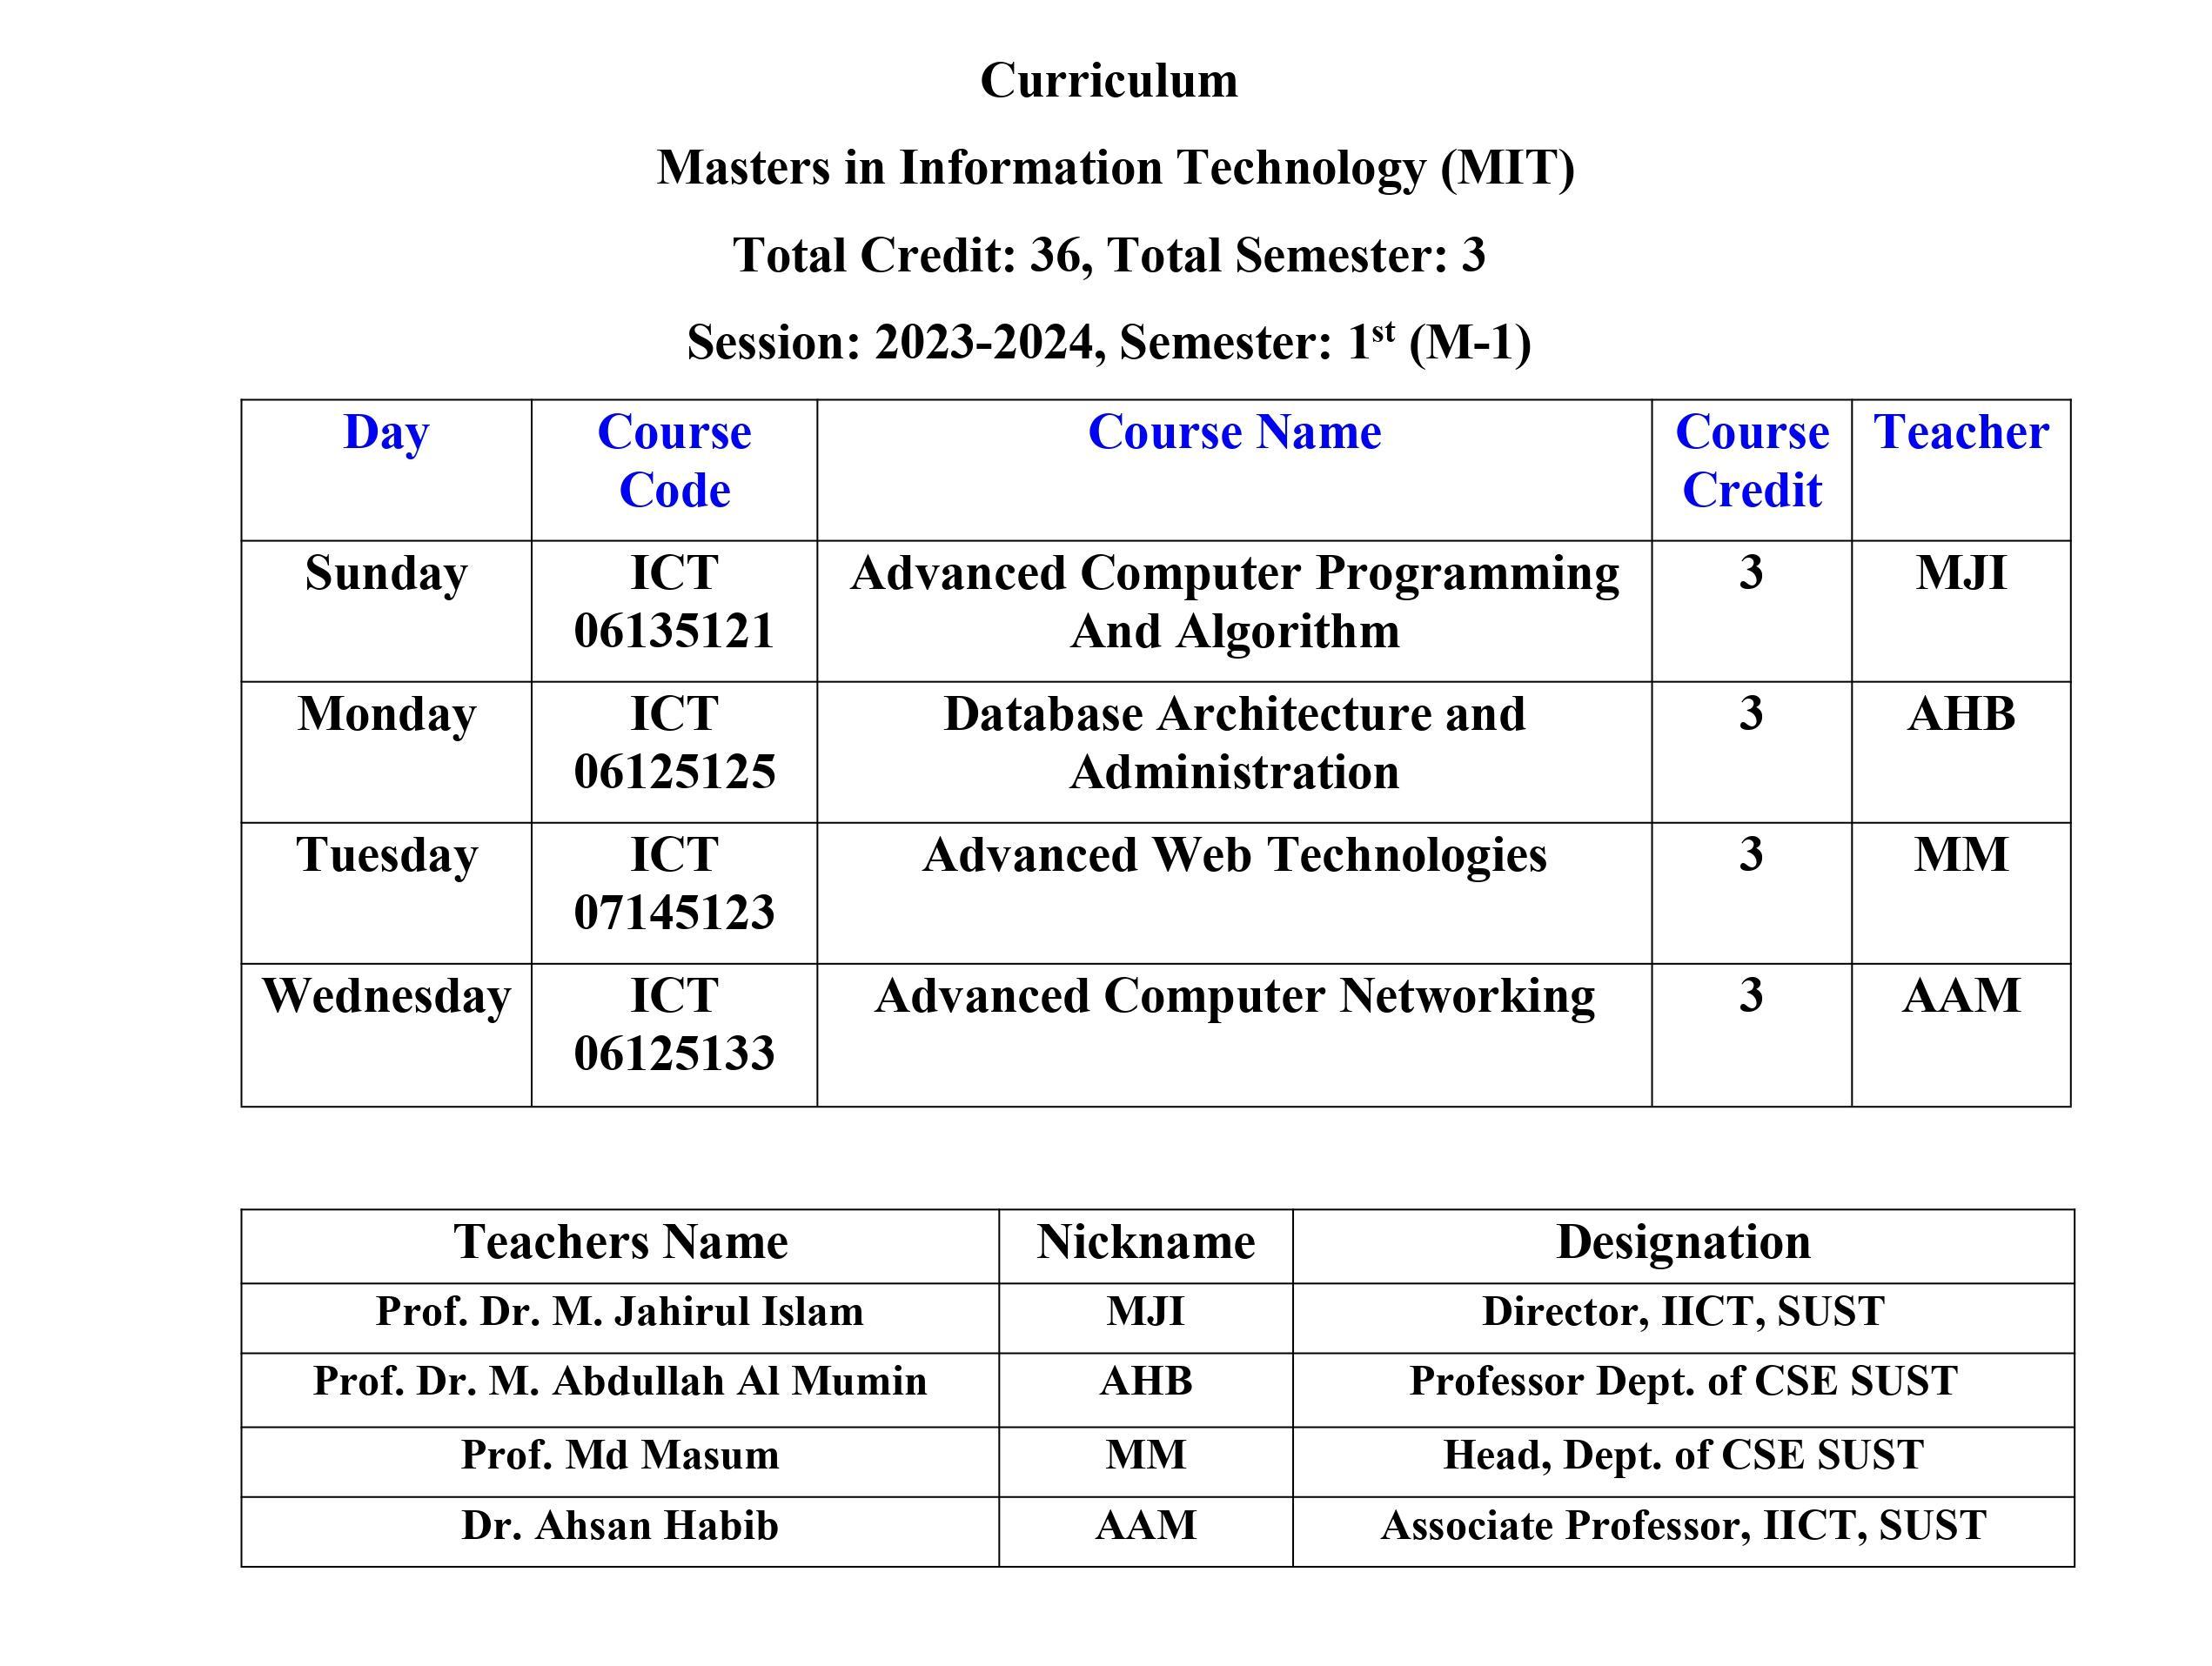 Curriculum
Masters in Information Technology (MIT)
Total Credit: 36, Total Semester: 3
Session: 2023-2024, Semester: 1st (M-1)
Day Course Code Course Name Course Credit Teacher
Sunday ICT 06135121 Advanced Computer Programming And Algorithm 3 MJI
Monday ICT 06125125 Database Architecture and Administration 3 AHB
Tuesday ICT 07145123 Advanced Web Technologies 3 MM
Wednesday ICT 06125133 Advanced Computer Networking 3 AAM
Teachers Name Nickname Designation
Prof. Dr. M. Jahirul Islam MJI Director, IICT, SUST
Prof. Dr. M. Abdullah Al Mumin AHB Professor Dept. of CSE SUST
Prof. Md Masum MM Head, Dept. of CSE SUST
Dr. Ahsan Habib AAM Associate Professor, IICT, SUST